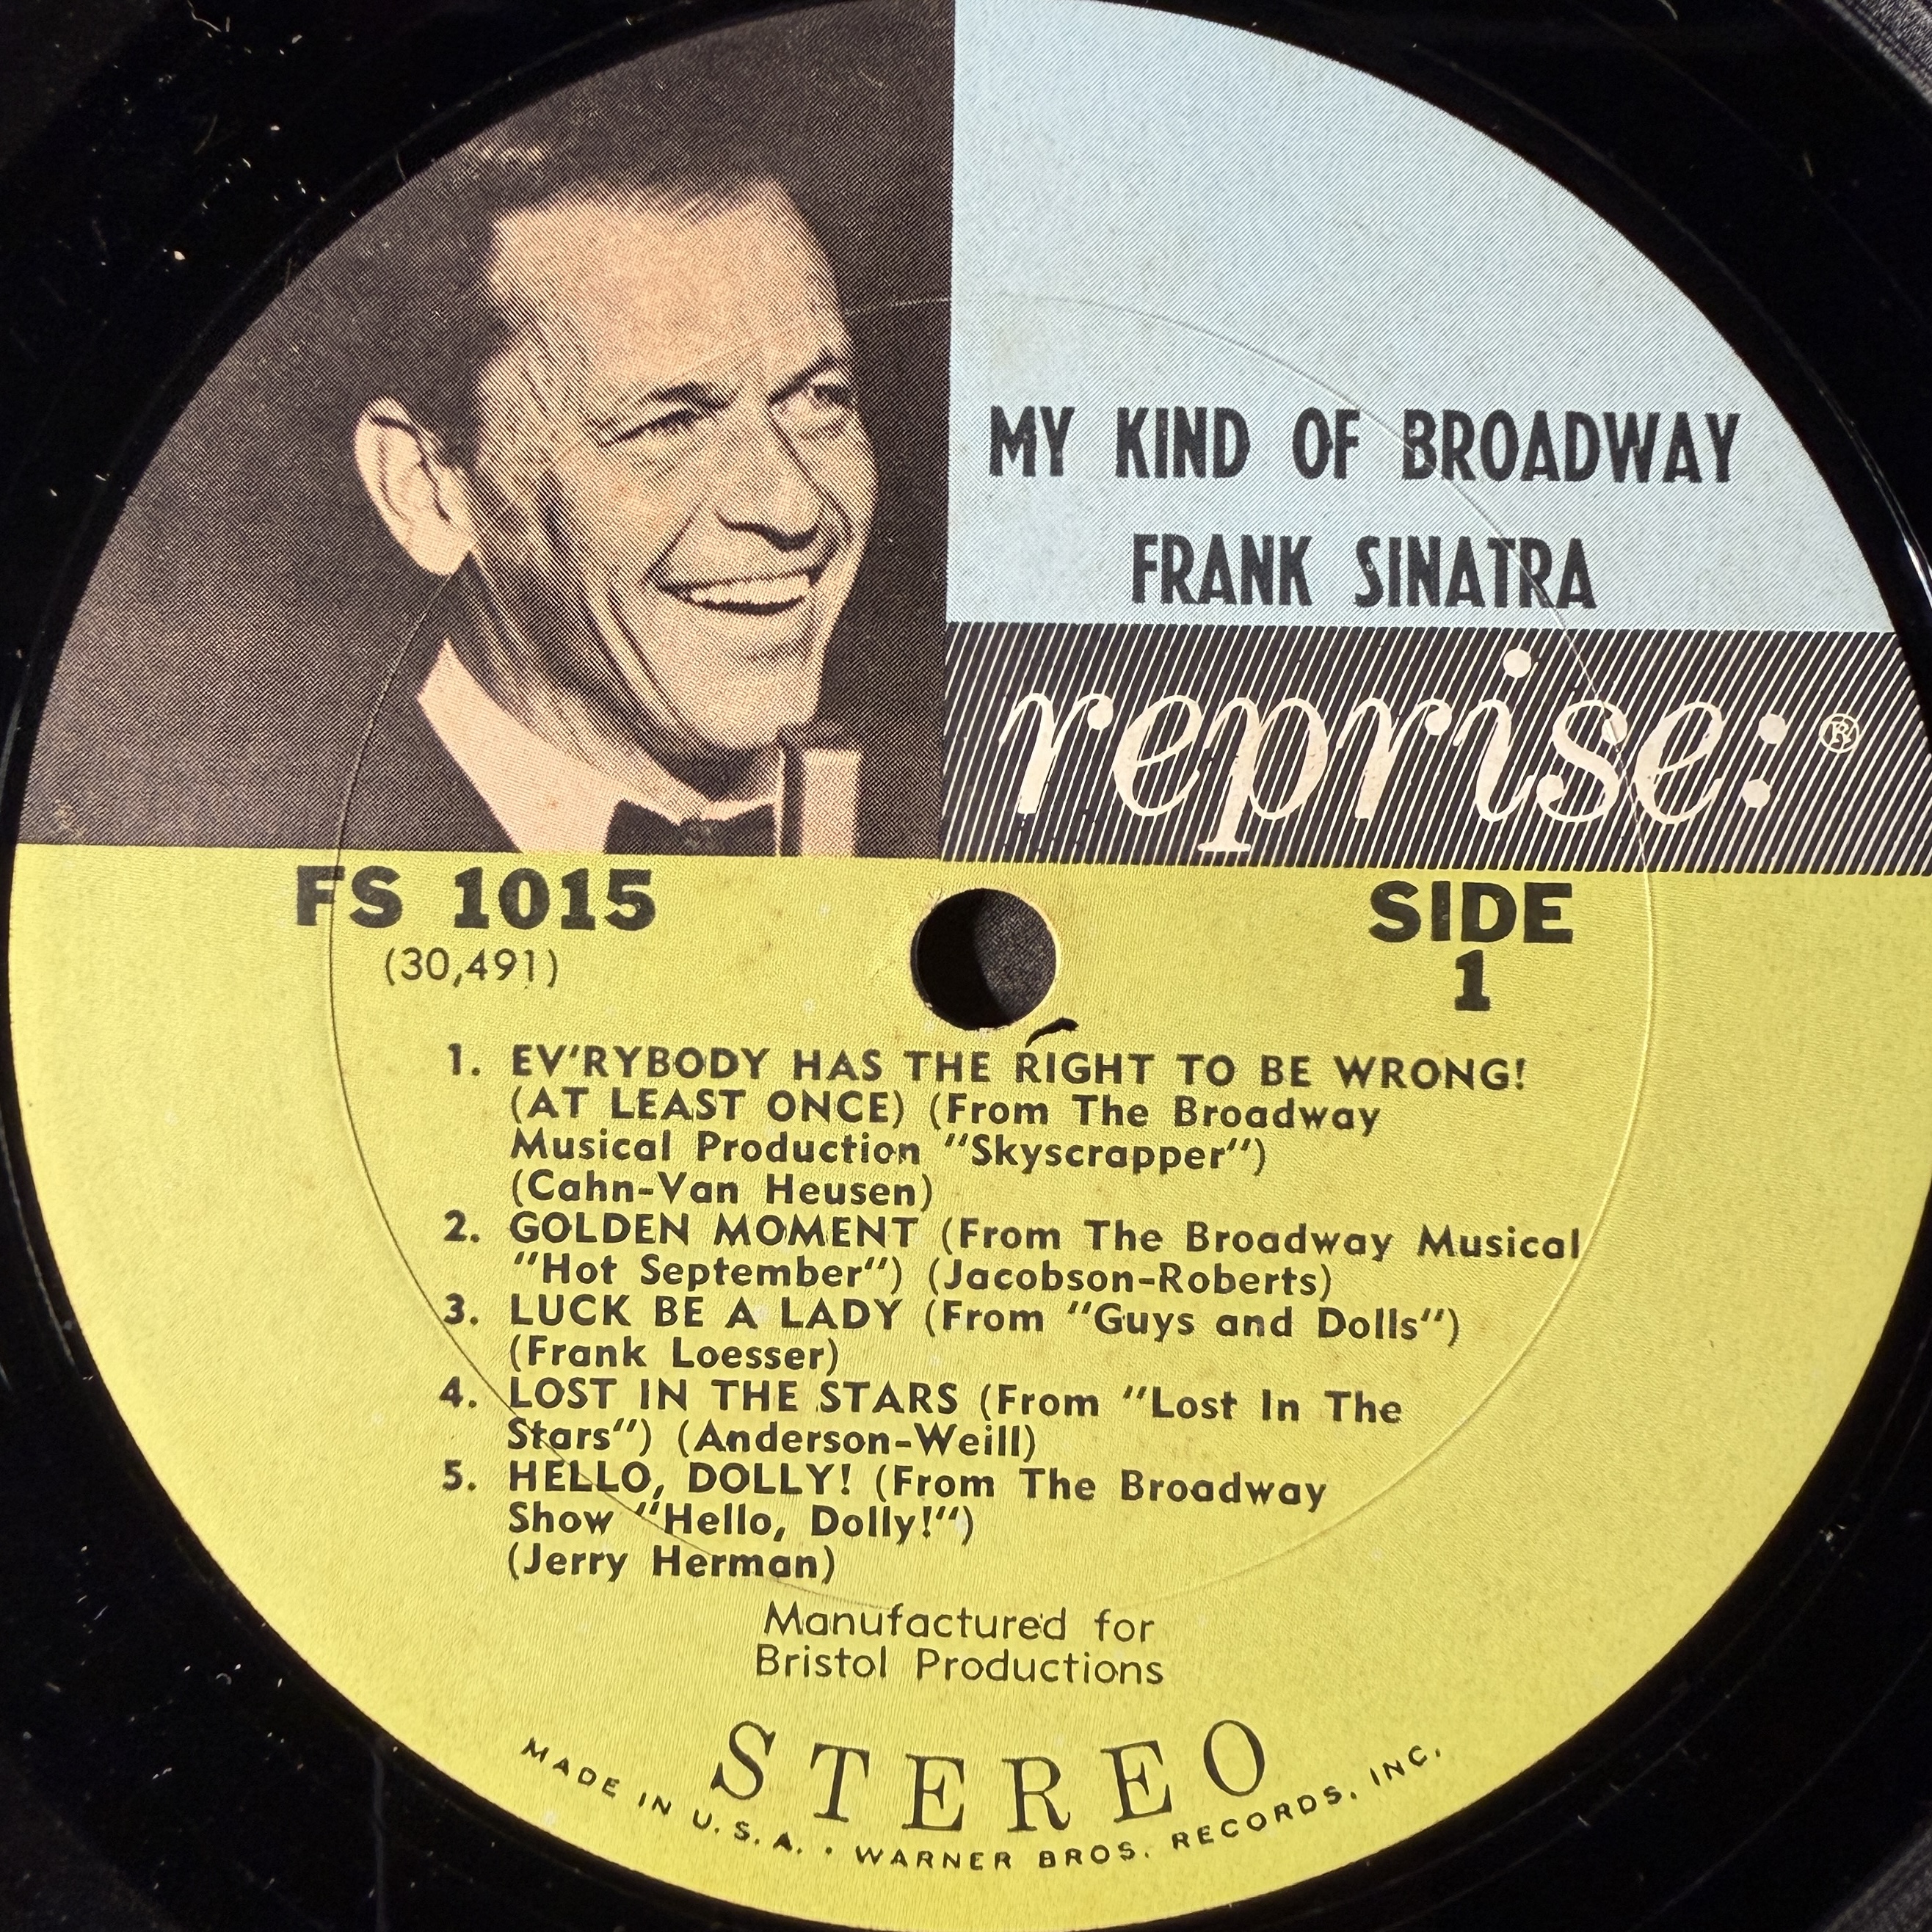 MY KIND OF BROADWAY
FRANK SINATRA
reprise: ®
FS 1015
(30,491)
SIDE
1
1. EV'RYBODY HAS THE RIGHT TO BE WRONG!
(AT LEAST ONCE) (From The Broadway
Musical Production "Skyscrapper")
(Cahn-Van Heusen)
2. GOLDEN MOMENT (From The Broadway Musical
"Hot September") (Jacobson-Roberts)
3. LUCK BE A LADY (From "Guys and Dolls")
(Frank Loesser)
4. LOST IN THE STARS (From "Lost In The
Stars") (Anderson-Weill)
5. HELLO, DOLLY! (From The Broadway
Show "Hello, Dolly!")
(Jerry Herman)
Manufactured for
Bristol Productions
STEREO
MADE IN U.S.A. • WARNER BROS. RECORDS, INC.